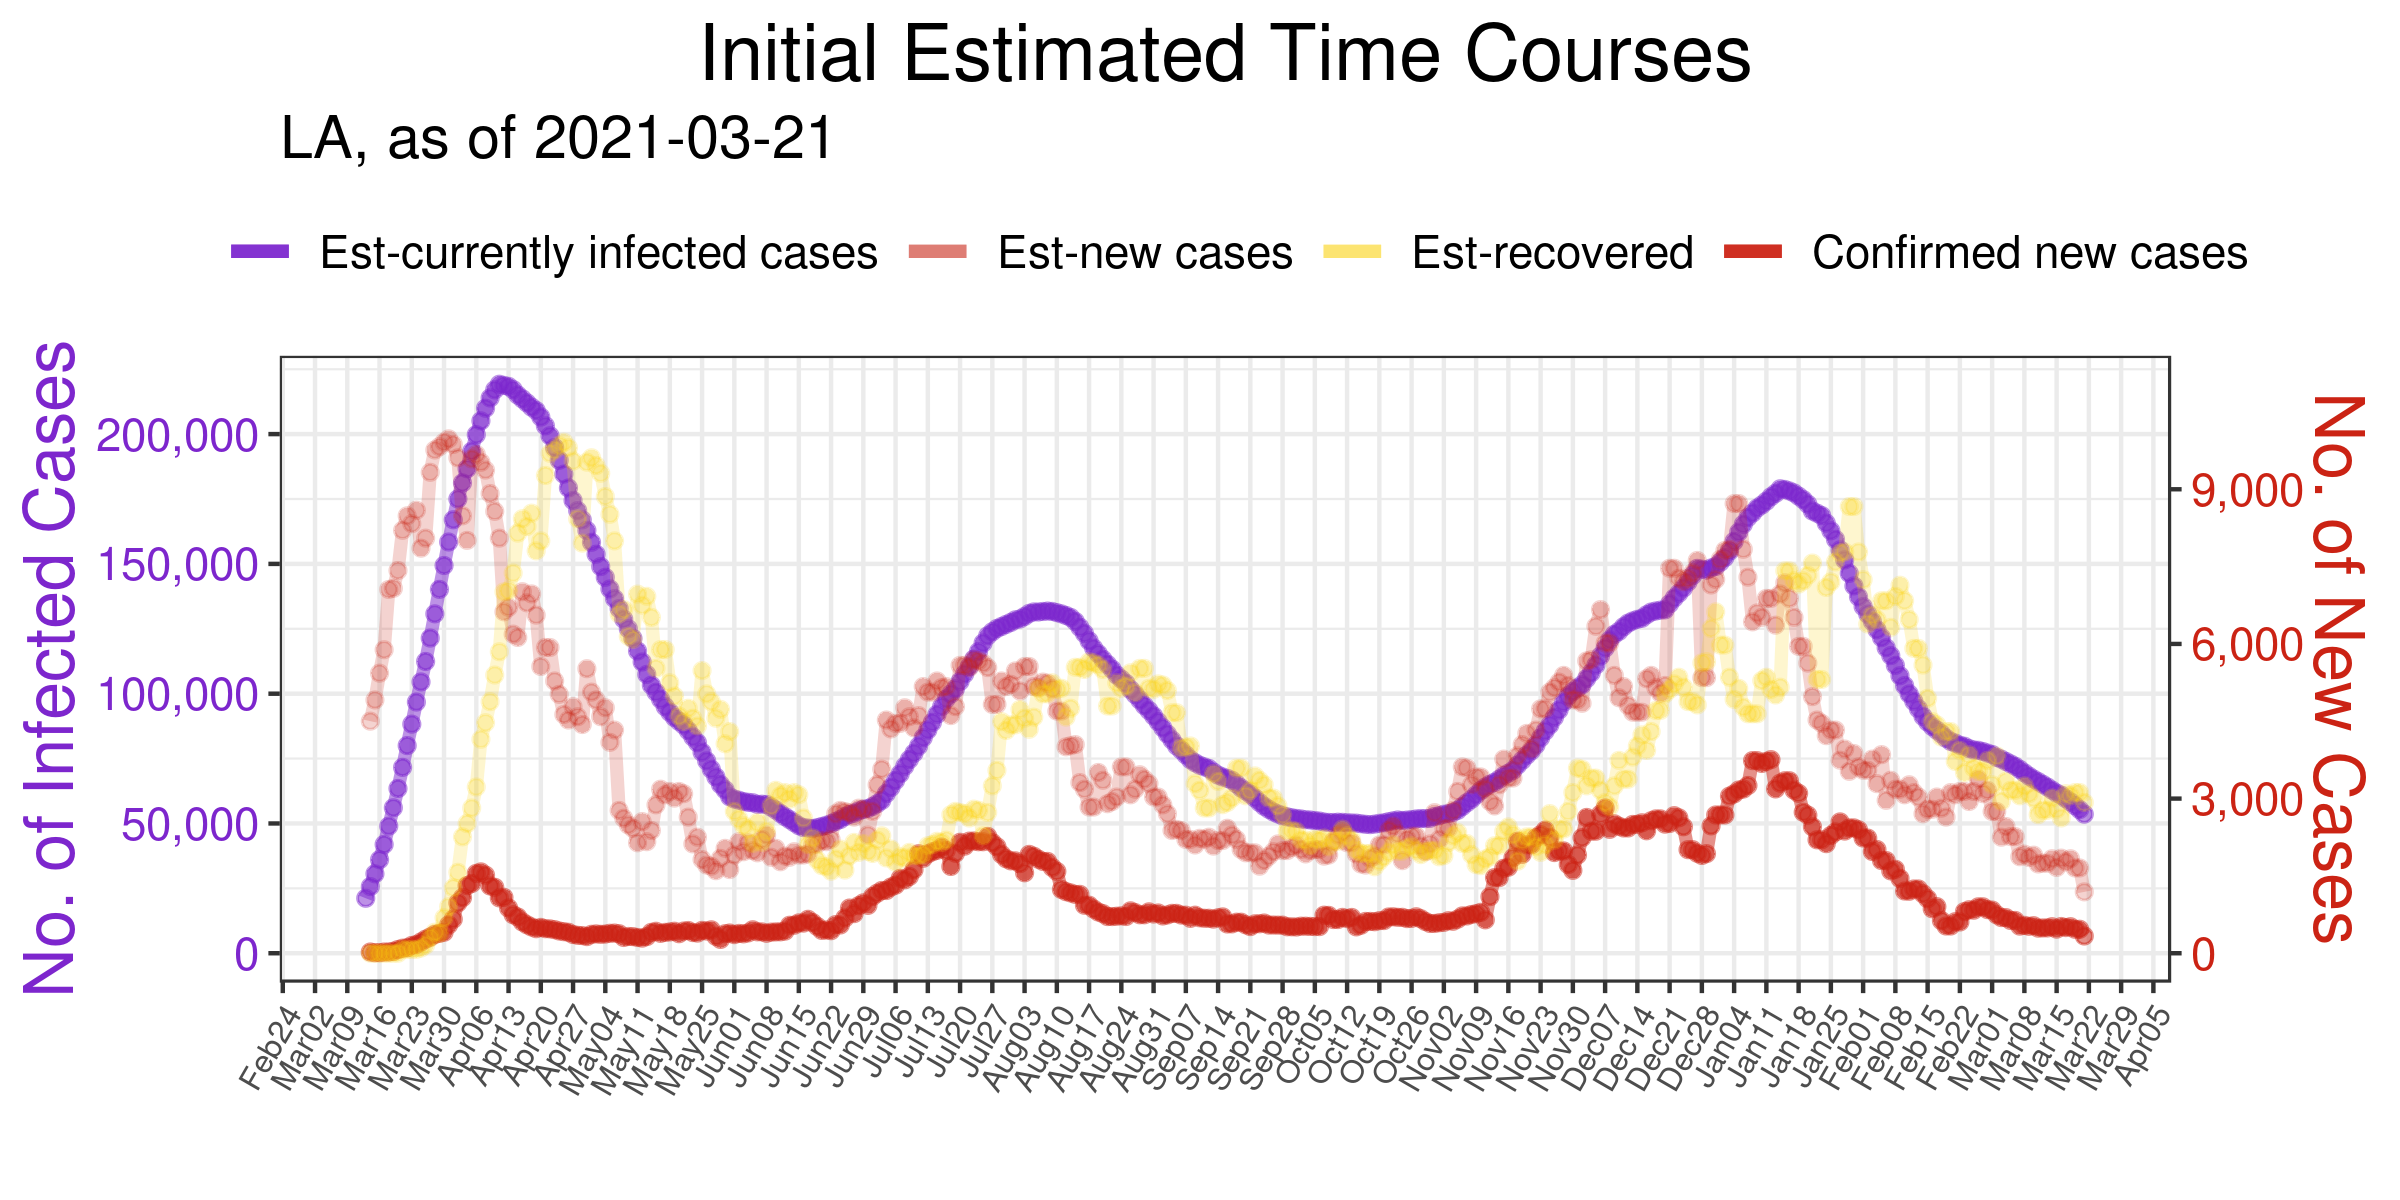 Initial Estimated Time Courses
LA, as of 2021-03-21
Est-currently infected cases Est-new cases Est-recovered Confirmed new cases
No. of Infected Cases
200,000
150,000
100,000
50,000
0
9,000
6,000
3,000
0
No. of New Cases
Feb24 Mar02 Mar09 Mar16 Mar23 Mar30 Apr06 Apr13 Apr20 Apr27 May04 May11 May18 May25 Jun01 Jun08 Jun15 Jun22 Jun29 Jul06 Jul13 Jul20 Jul27 Aug03 Aug10 Aug17 Aug24 Aug31 Sep07 Sep14 Sep21 Sep28 Oct05 Oct12 Oct19 Oct26 Nov02 Nov09 Nov16 Nov23 Nov30 Dec07 Dec14 Dec21 Dec28 Jan04 Jan11 Jan18 Jan25 Feb01 Feb08 Feb15 Feb22 Mar01 Mar08 Mar15 Mar22 Mar29 Apr05